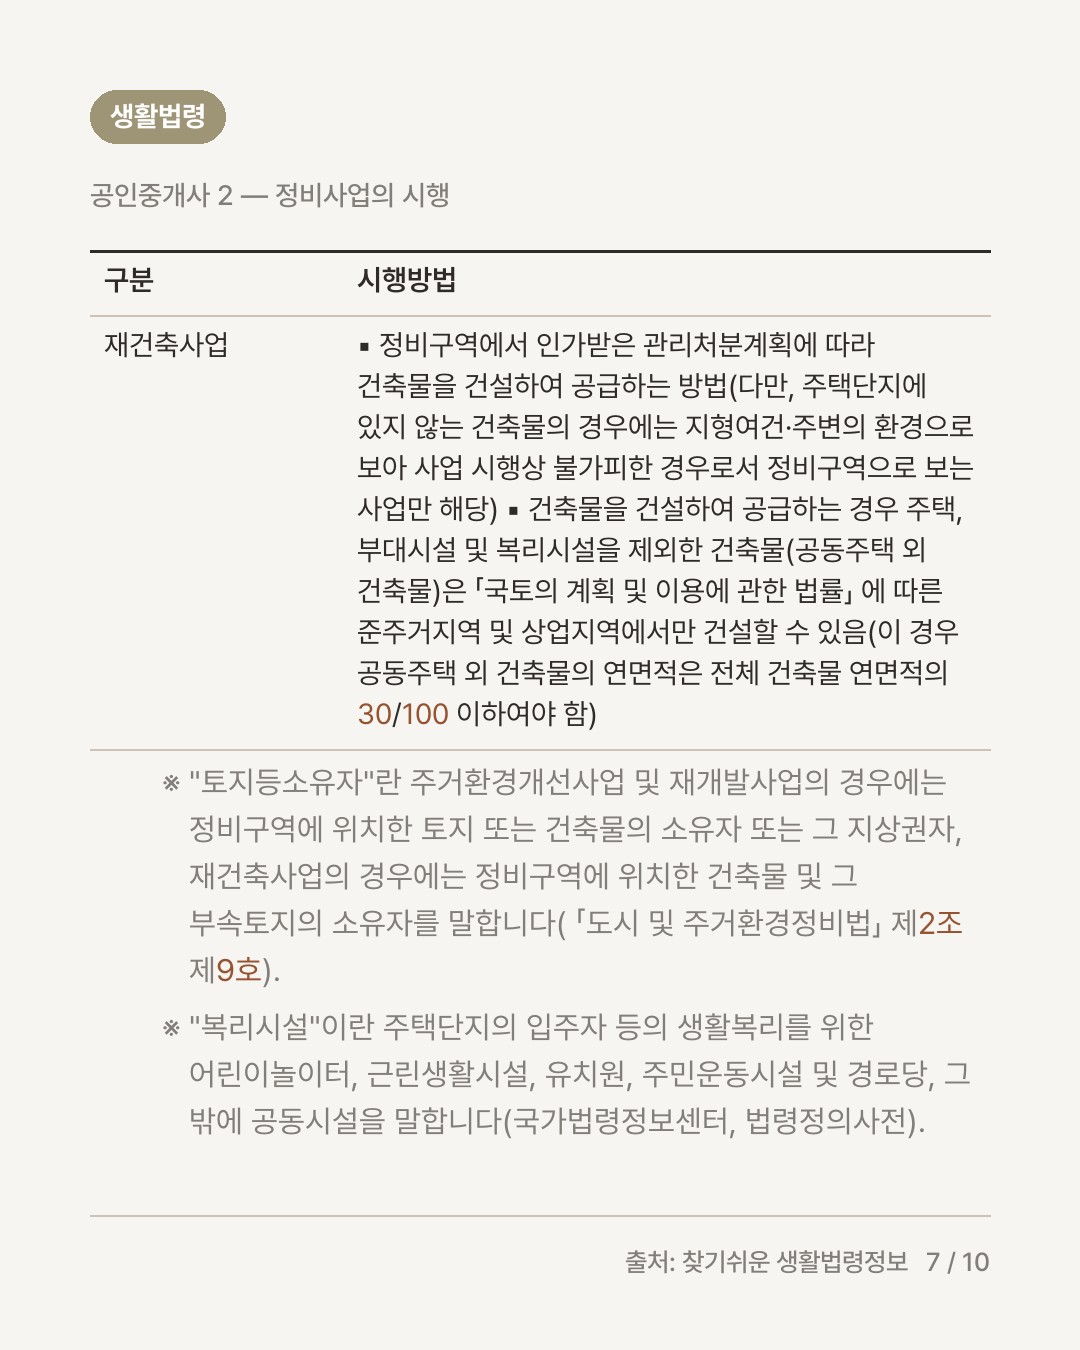 생활법령
공인중개사 2 — 정비사업의 시행
구분 시행방법
재건축사업 ▪ 정비구역에서 인가받은 관리처분계획에 따라
건축물을 건설하여 공급하는 방법(다만, 주택단지에
있지 않는 건축물의 경우에는 지형여건·주변의 환경으로
보아 사업 시행상 불가피한 경우로서 정비구역으로 보는
사업만 해당) ▪ 건축물을 건설하여 공급하는 경우 주택,
부대시설 및 복리시설을 제외한 건축물(공동주택 외
건축물)은 「국토의 계획 및 이용에 관한 법률」 에 따른
준주거지역 및 상업지역에서만 건설할 수 있음(이 경우
공동주택 외 건축물의 연면적은 전체 건축물 연면적의
30/100 이하여야 함)
※ "토지등소유자"란 주거환경개선사업 및 재개발사업의 경우에는
정비구역에 위치한 토지 또는 건축물의 소유자 또는 그 지상권자,
재건축사업의 경우에는 정비구역에 위치한 건축물 및 그
부속토지의 소유자를 말합니다( 「도시 및 주거환경정비법」 제2조
제9호).
※ "복리시설"이란 주택단지의 입주자 등의 생활복리를 위한
어린이놀이터, 근린생활시설, 유치원, 주민운동시설 및 경로당, 그
밖에 공동시설을 말합니다(국가법령정보센터, 법령정의사전).
출처: 찾기쉬운 생활법령정보 7 / 10